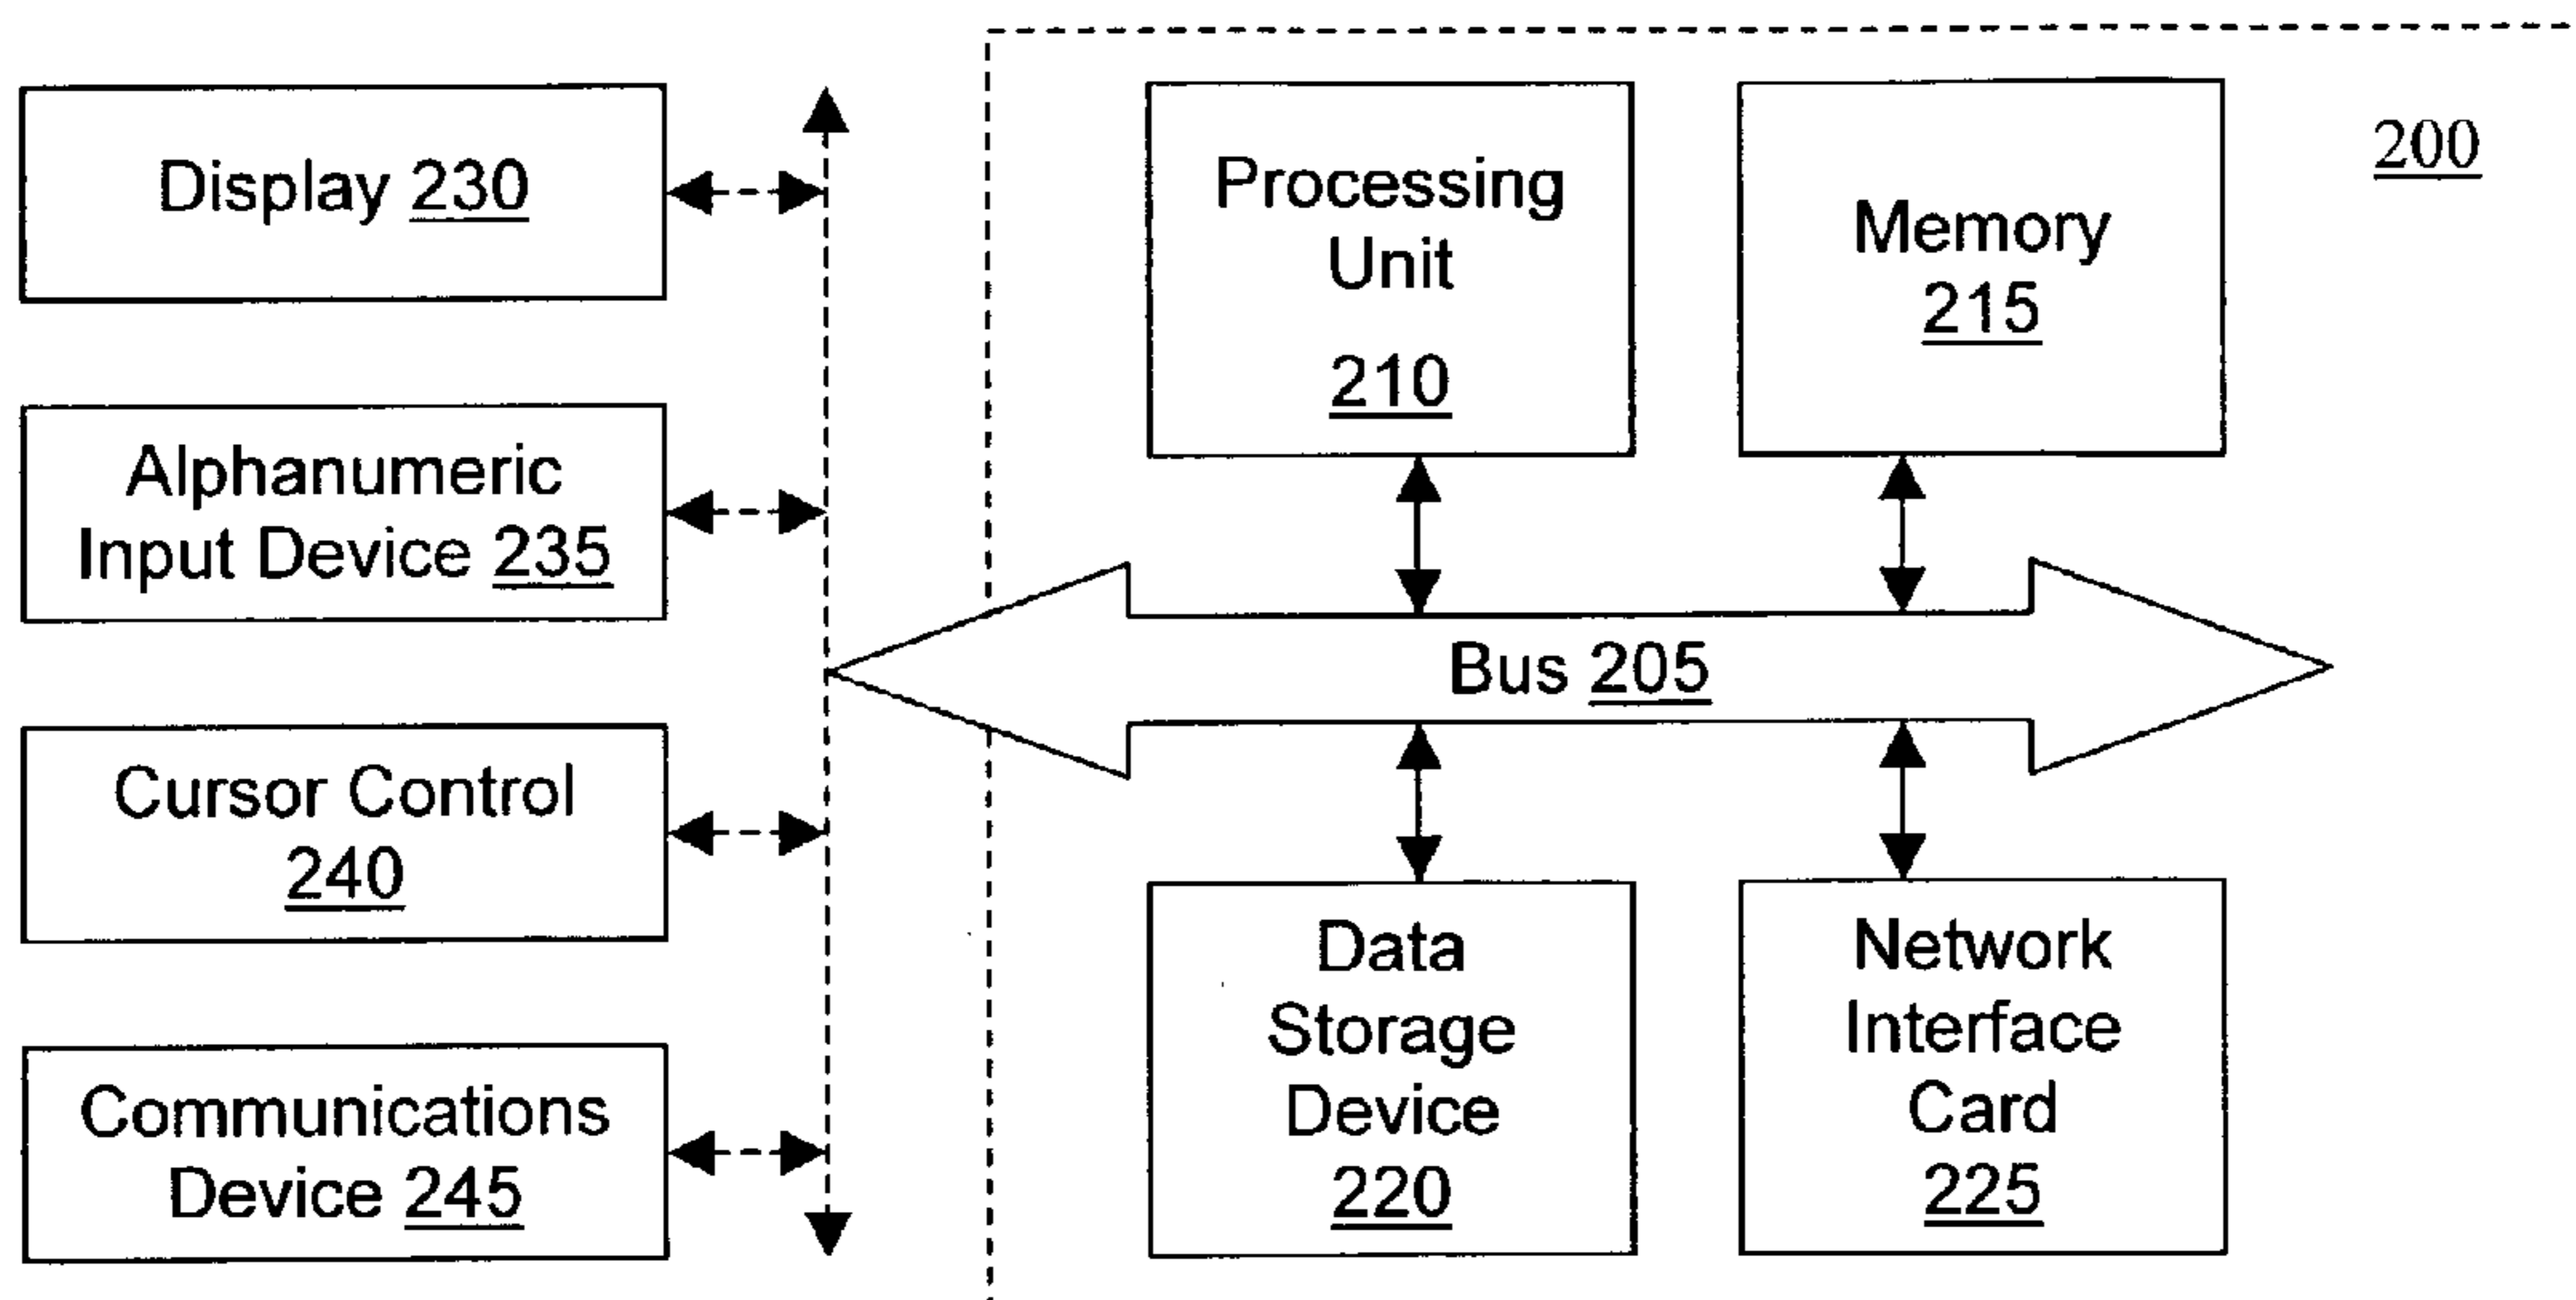 Display 230
Alphanumeric
Input Device 235
Cursor Control
240
Communications
Device 245
Processing
Unit
210
Memory
215
200
Bus 205
Data
Storage
Device
220
Network
Interface
Card
225